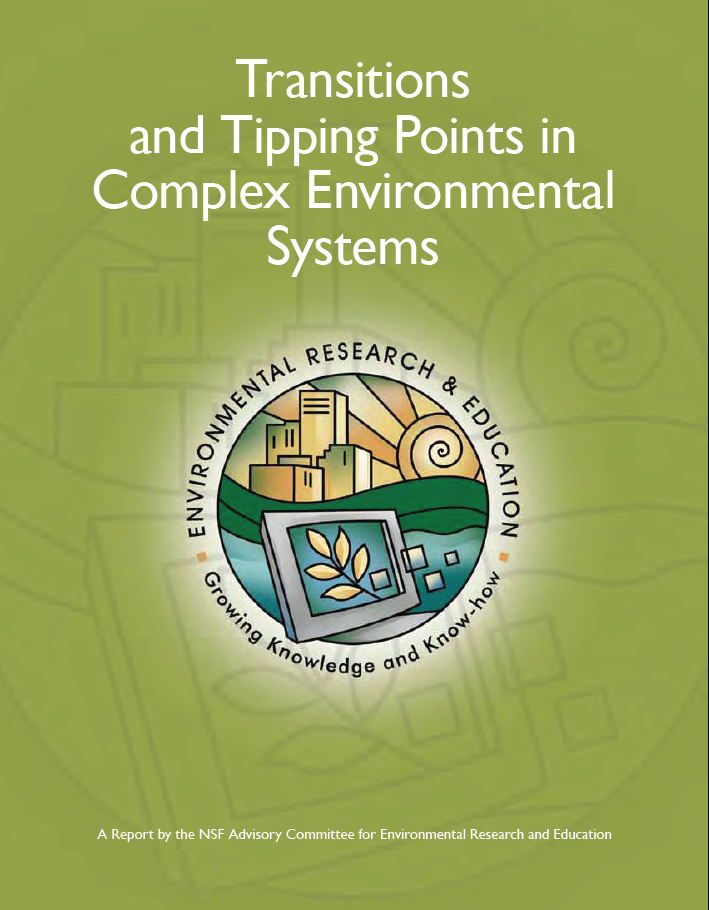 Transitions
and Tipping Points in
Complex Environmental
Systems
ENVIRONMENTAL RESEARCH & EDUCATION
Growing Knowledge and Know-how
A Report by the NSF Advisory Committee for Environmental Research and Education